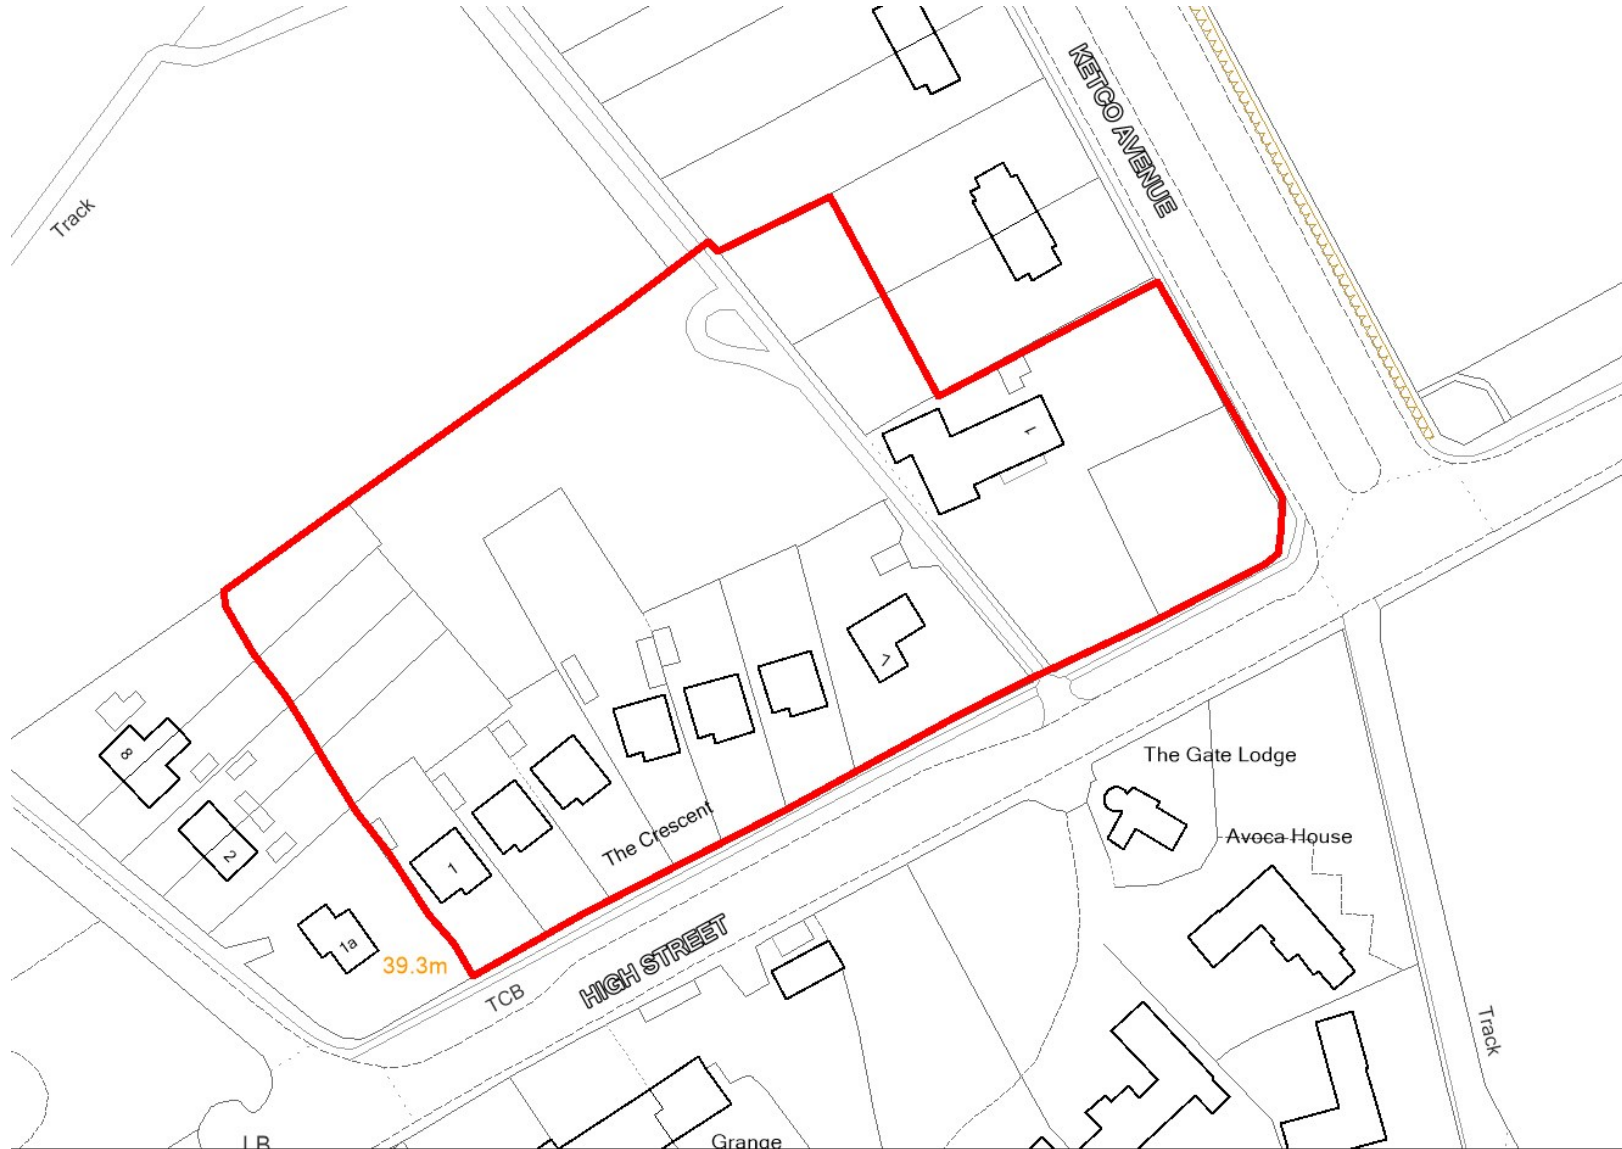 KETCO AVENUE
Track
1
7
The Gate Lodge
8
Avoca House
The Crescent
2
1
1a
39.3m
HIGH STREET
TCB
Track
LB
Grange